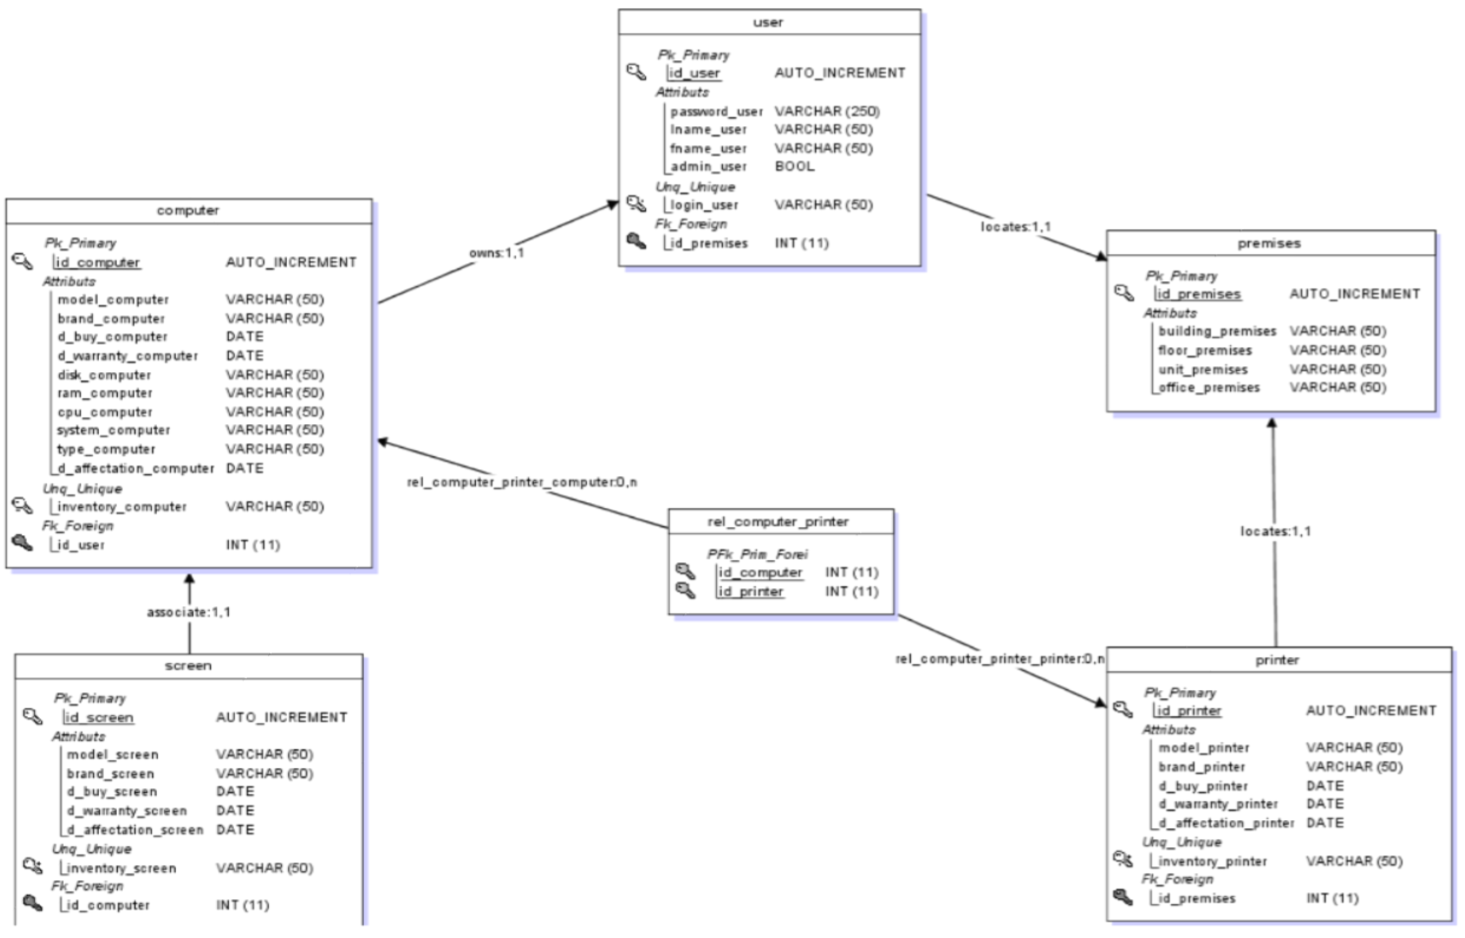 user
Pk_Primary
id_user AUTO_INCREMENT
Attributs
password_user VARCHAR (250)
lname_user VARCHAR (50)
fname_user VARCHAR (50)
admin_user BOOL
Unq_Unique
login_user VARCHAR (50)
Fk_Foreign
id_premises INT (11)
computer
Pk_Primary
id_computer AUTO_INCREMENT
Attributs
model_computer VARCHAR (50)
brand_computer VARCHAR (50)
d_buy_computer DATE
d_warranty_computer DATE
disk_computer VARCHAR (50)
ram_computer VARCHAR (50)
cpu_computer VARCHAR (50)
system_computer VARCHAR (50)
type_computer VARCHAR (50)
d_affectation_computer DATE
Unq_Unique
inventory_computer VARCHAR (50)
Fk_Foreign
id_user INT (11)
owns:1,1
locates:1,1
premises
Pk_Primary
id_premises AUTO_INCREMENT
Attributs
building_premises VARCHAR (50)
floor_premises VARCHAR (50)
unit_premises VARCHAR (50)
office_premises VARCHAR (50)
rel_computer_printer_computer:0,n
rel_computer_printer
PFk_Prim_Forei
id_computer INT (11)
id_printer INT (11)
locates:1,1
associate:1,1
rel_computer_printer_printer:0,n
screen
Pk_Primary
id_screen AUTO_INCREMENT
Attributs
model_screen VARCHAR (50)
brand_screen VARCHAR (50)
d_buy_screen DATE
d_warranty_screen DATE
d_affectation_screen DATE
Unq_Unique
inventory_screen VARCHAR (50)
Fk_Foreign
id_computer INT (11)
printer
Pk_Primary
id_printer AUTO_INCREMENT
Attributs
model_printer VARCHAR (50)
brand_printer VARCHAR (50)
d_buy_printer DATE
d_warranty_printer DATE
d_affectation_printer DATE
Unq_Unique
inventory_printer VARCHAR (50)
Fk_Foreign
id_premises INT (11)